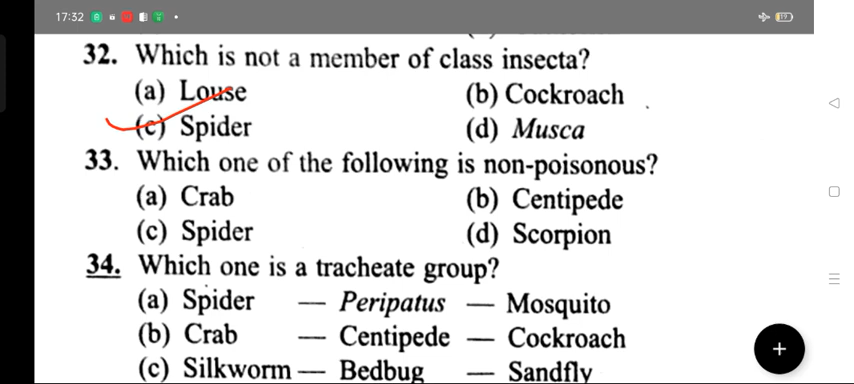 17:32
32. Which is not a member of class insecta?
(a) Louse (b) Cockroach
(c) Spider (d) Musca
33. Which one of the following is non-poisonous?
(a) Crab (b) Centipede
(c) Spider (d) Scorpion
34. Which one is a tracheate group?
(a) Spider — Peripatus — Mosquito
(b) Crab — Centipede — Cockroach
(c) Silkworm — Bedbug — Sandfly